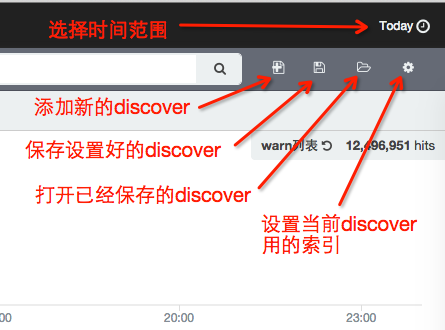 选择时间范围
Today
添加新的discover
保存设置好的discover
warn列表 12,496,951 hits
打开已经保存的discover
设置当前discover
用的索引
:00
20:00
23:00